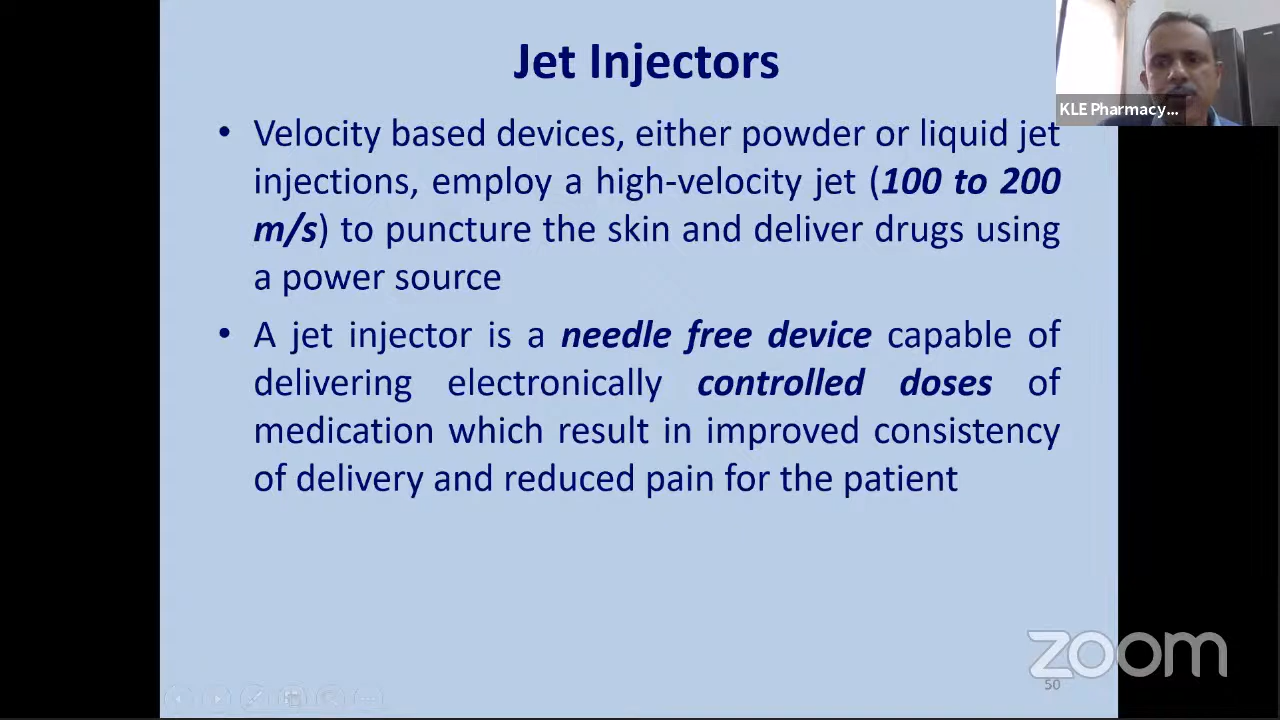 Jet Injectors
KLE Pharmacy...
• Velocity based devices, either powder or liquid jet
injections, employ a high-velocity jet (100 to 200
m/s) to puncture the skin and deliver drugs using
a power source
• A jet injector is a needle free device capable of
delivering electronically controlled doses of
medication which result in improved consistency
of delivery and reduced pain for the patient
zoom
50